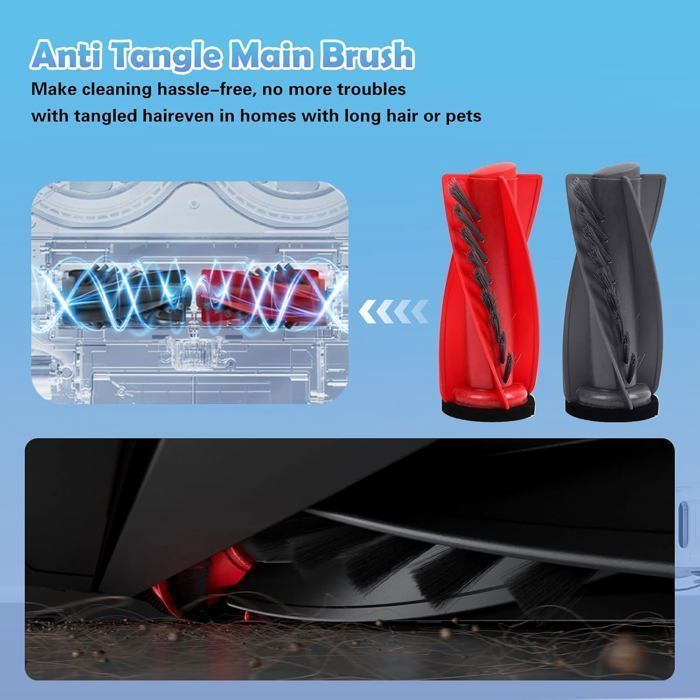 Anti Tangle Main Brush
Make cleaning hassle-free, no more troubles
with tangled haireven in homes with long hair or pets